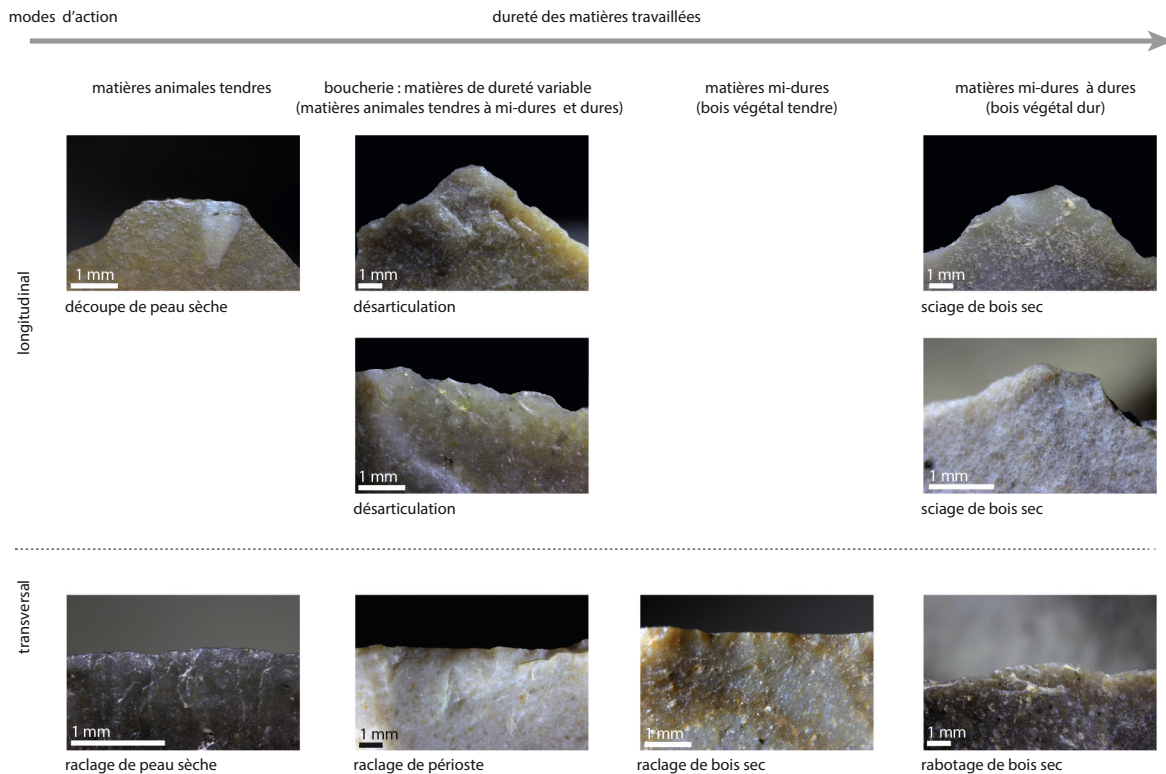 modes d'action
dureté des matières travaillées
matières animales tendres
boucherie : matières de dureté variable
(matières animales tendres à mi-dures et dures)
matières mi-dures
(bois végétal tendre)
matières mi-dures à dures
(bois végétal dur)
longitudinal
1 mm
découpe de peau sèche
1 mm
désarticulation
1 mm
sciage de bois sec
1 mm
désarticulation
1 mm
sciage de bois sec
transversal
1 mm
raclage de peau sèche
1 mm
raclage de périoste
1 mm
raclage de bois sec
1 mm
rabotage de bois sec